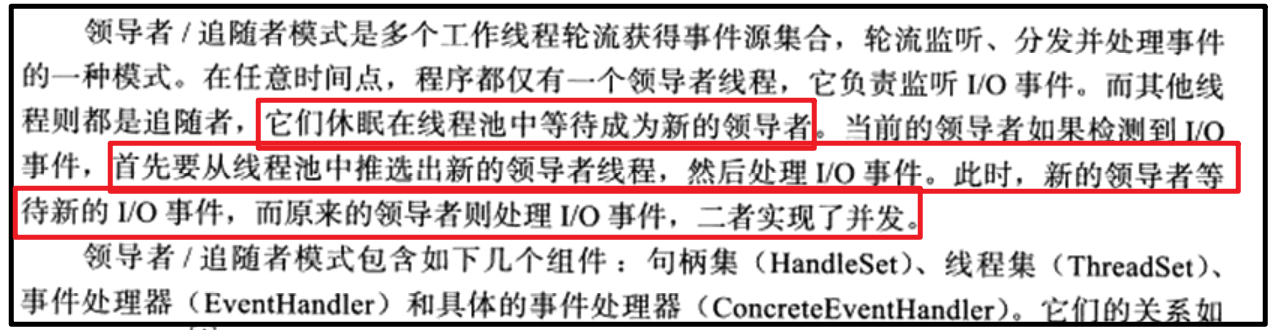 领导者 / 追随者模式是多个工作线程轮流获得事件源集合，轮流监听、分发并处理事件
的一种模式。在任意时间点，程序都仅有一个领导者线程，它负责监听 I/O 事件。而其他线
程则都是追随者，它们休眠在线程池中等待成为新的领导者。当前的领导者如果检测到 I/O
事件，首先要从线程池中推选出新的领导者线程，然后处理 I/O 事件。此时，新的领导者等
待新的 I/O 事件，而原来的领导者则处理 I/O 事件，二者实现了并发。
领导者 / 追随者模式包含如下几个组件：句柄集（HandleSet）、线程集（ThreadSet）、
事件处理器（EventHandler）和具体的事件处理器（ConcreteEventHandler）。它们的关系如